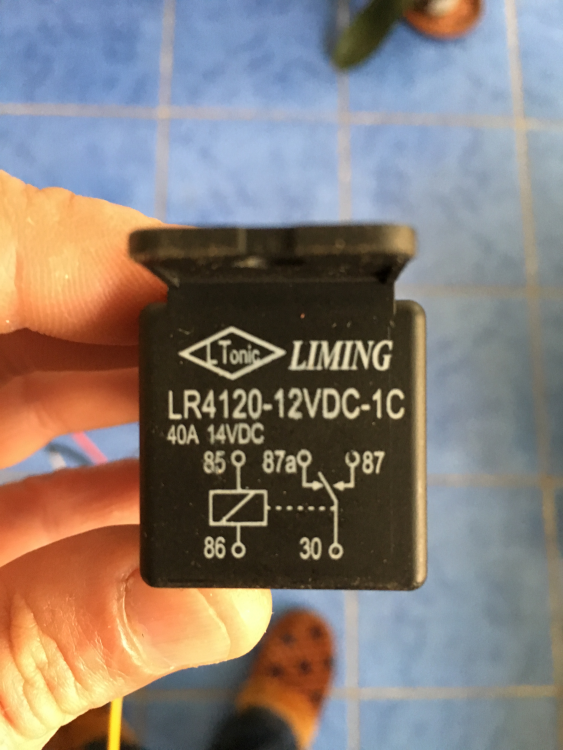 LTonic LIMING
LR4120-12VDC-1C
40A 14VDC
85 87a 87
86 30